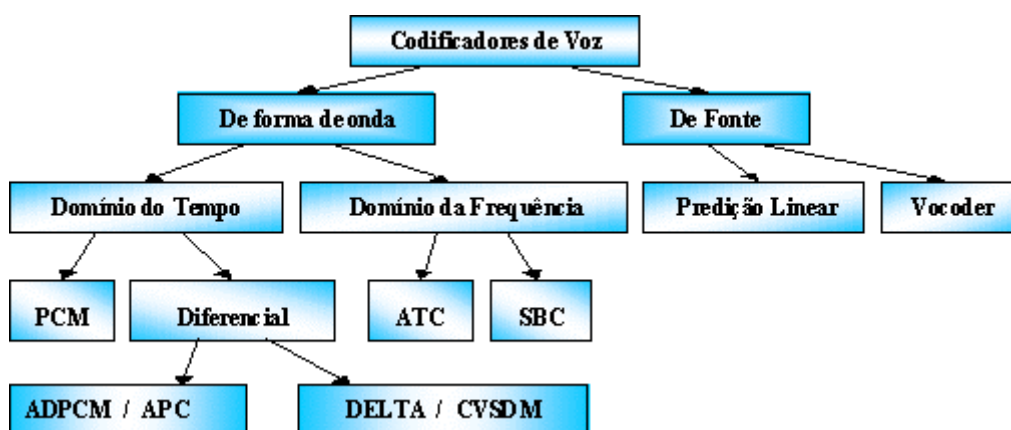 Codificadores de Voz
De forma de onda
De Fonte
Domínio do Tempo
Domínio da Frequência
Predição Linear
Vocoder
PCM
Diferencial
ATC
SBC
ADPCM / APC
DELTA / CVSDM